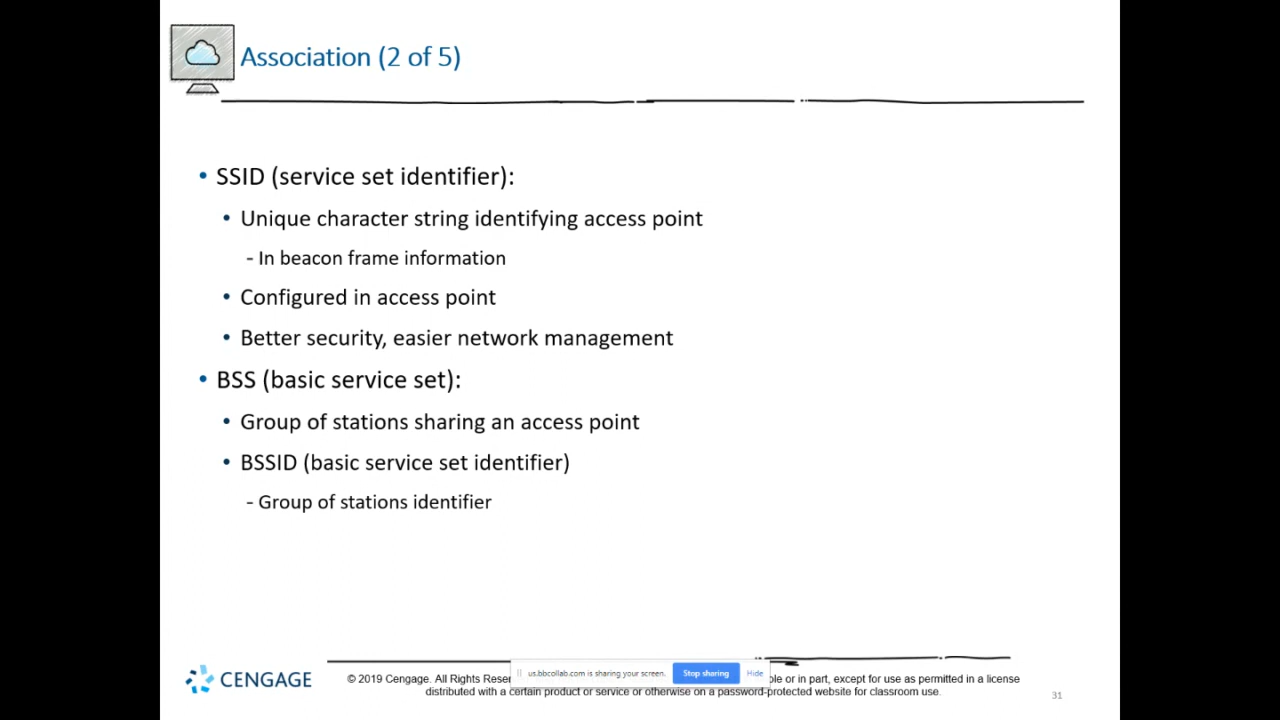 Association (2 of 5)
• SSID (service set identifier):
• Unique character string identifying access point
- In beacon frame information
• Configured in access point
• Better security, easier network management
• BSS (basic service set):
• Group of stations sharing an access point
• BSSID (basic service set identifier)
- Group of stations identifier
CENGAGE
© 2019 Cengage. All Rights
us.bbcollab.com is sharing your screen.
Stop sharing
Hide
or in part, except for use as permitted in a license
distributed with a certain product or service or otherwise on a password-protected website for classroom use.
31